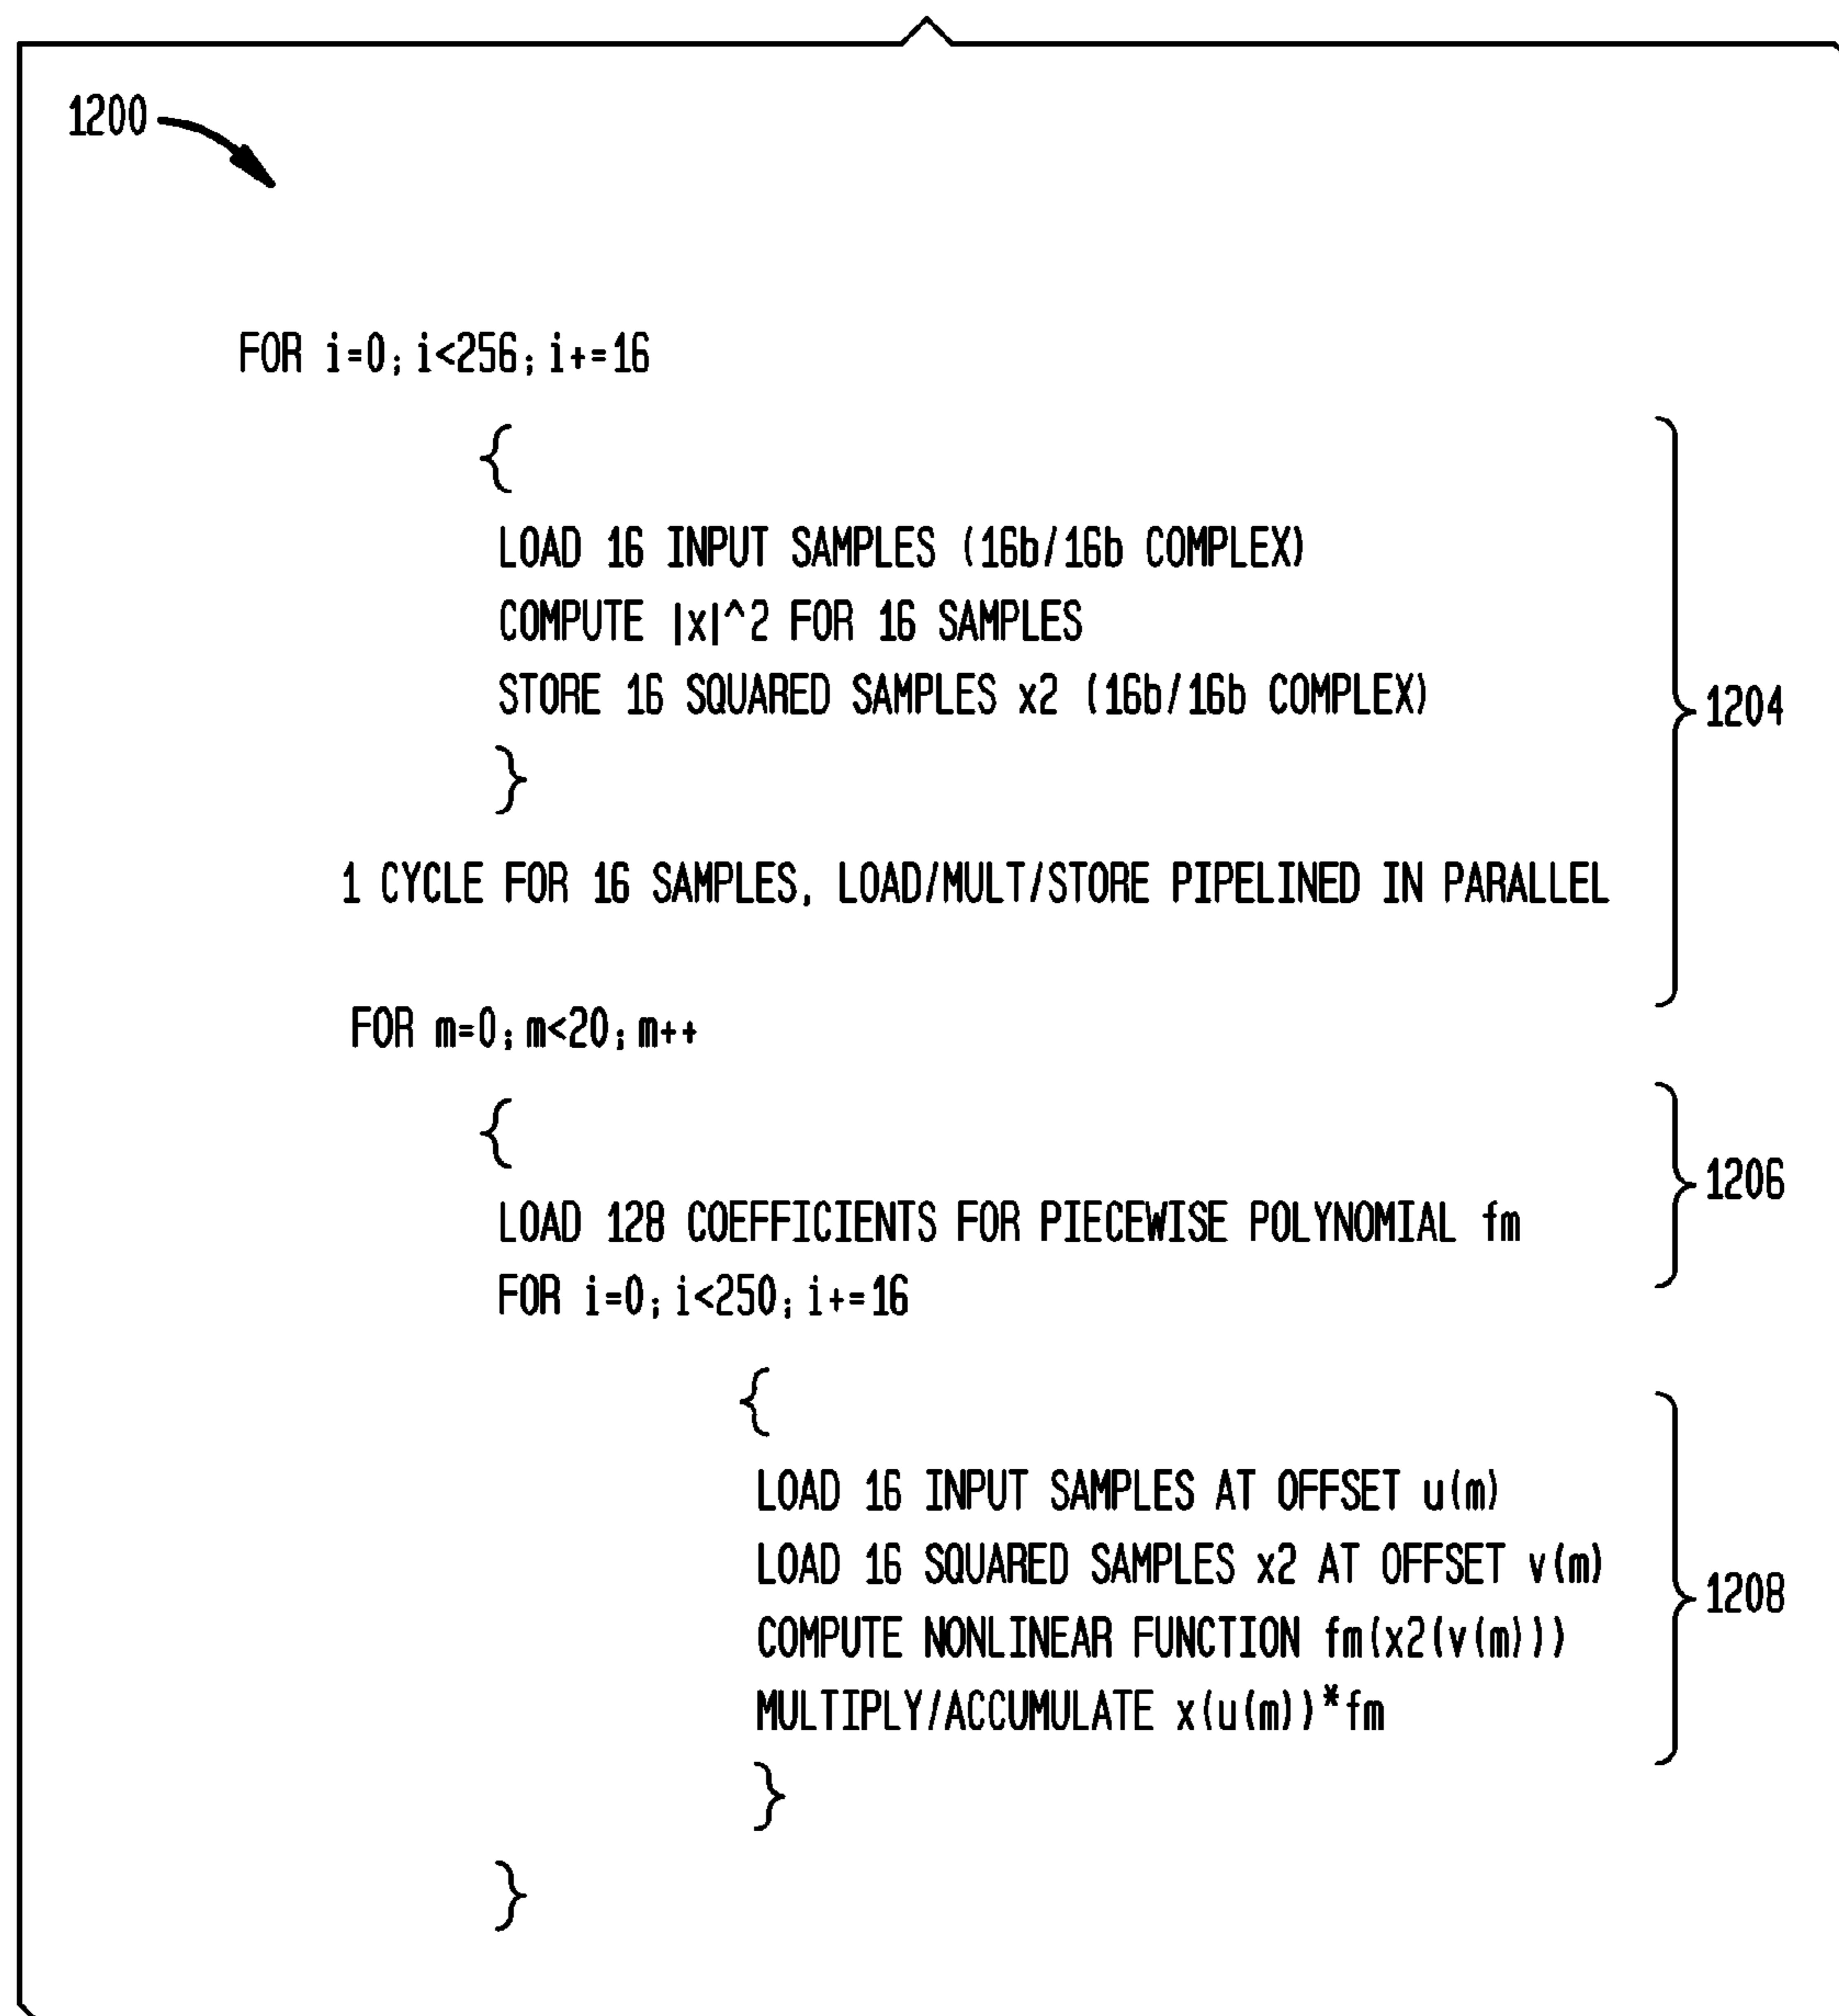 1200
FOR i=0; i<256; i+=16
{
LOAD 16 INPUT SAMPLES (16b/16b COMPLEX)
COMPUTE |x|^2 FOR 16 SAMPLES
STORE 16 SQUARED SAMPLES x2 (16b/16b COMPLEX)
}
1204
1 CYCLE FOR 16 SAMPLES, LOAD/MULT/STORE PIPELINED IN PARALLEL
FOR m=0; m<20; m++
{
LOAD 128 COEFFICIENTS FOR PIECEWISE POLYNOMIAL fm
1206
FOR i=0; i<250; i+=16
{
LOAD 16 INPUT SAMPLES AT OFFSET u(m)
LOAD 16 SQUARED SAMPLES x2 AT OFFSET v(m)
1208
COMPUTE NONLINEAR FUNCTION fm(x2(v(m)))
MULTIPLY/ACCUMULATE x(u(m))*fm
}
}